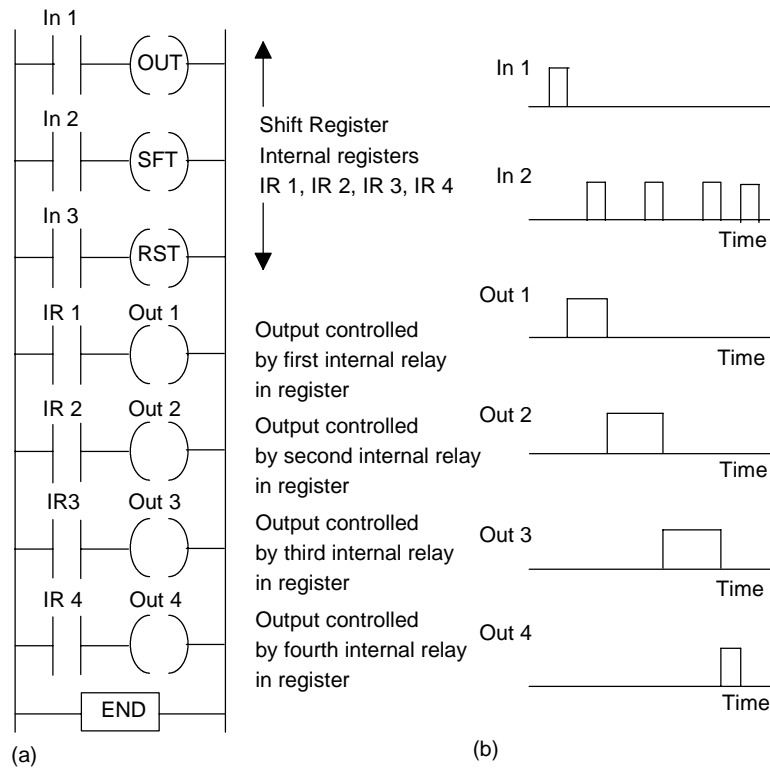 In 1
OUT
In 2
SFT
In 3
RST
IR 1 Out 1
IR 2 Out 2
IR3 Out 3
IR 4 Out 4
END
(a)
Shift Register
Internal registers
IR 1, IR 2, IR 3, IR 4
Output controlled
by first internal relay
in register
Output controlled
by second internal relay
in register
Output controlled
by third internal relay
in register
Output controlled
by fourth internal relay
in register
In 1
In 2
Time
Out 1
Time
Out 2
Time
Out 3
Time
Out 4
Time
(b)